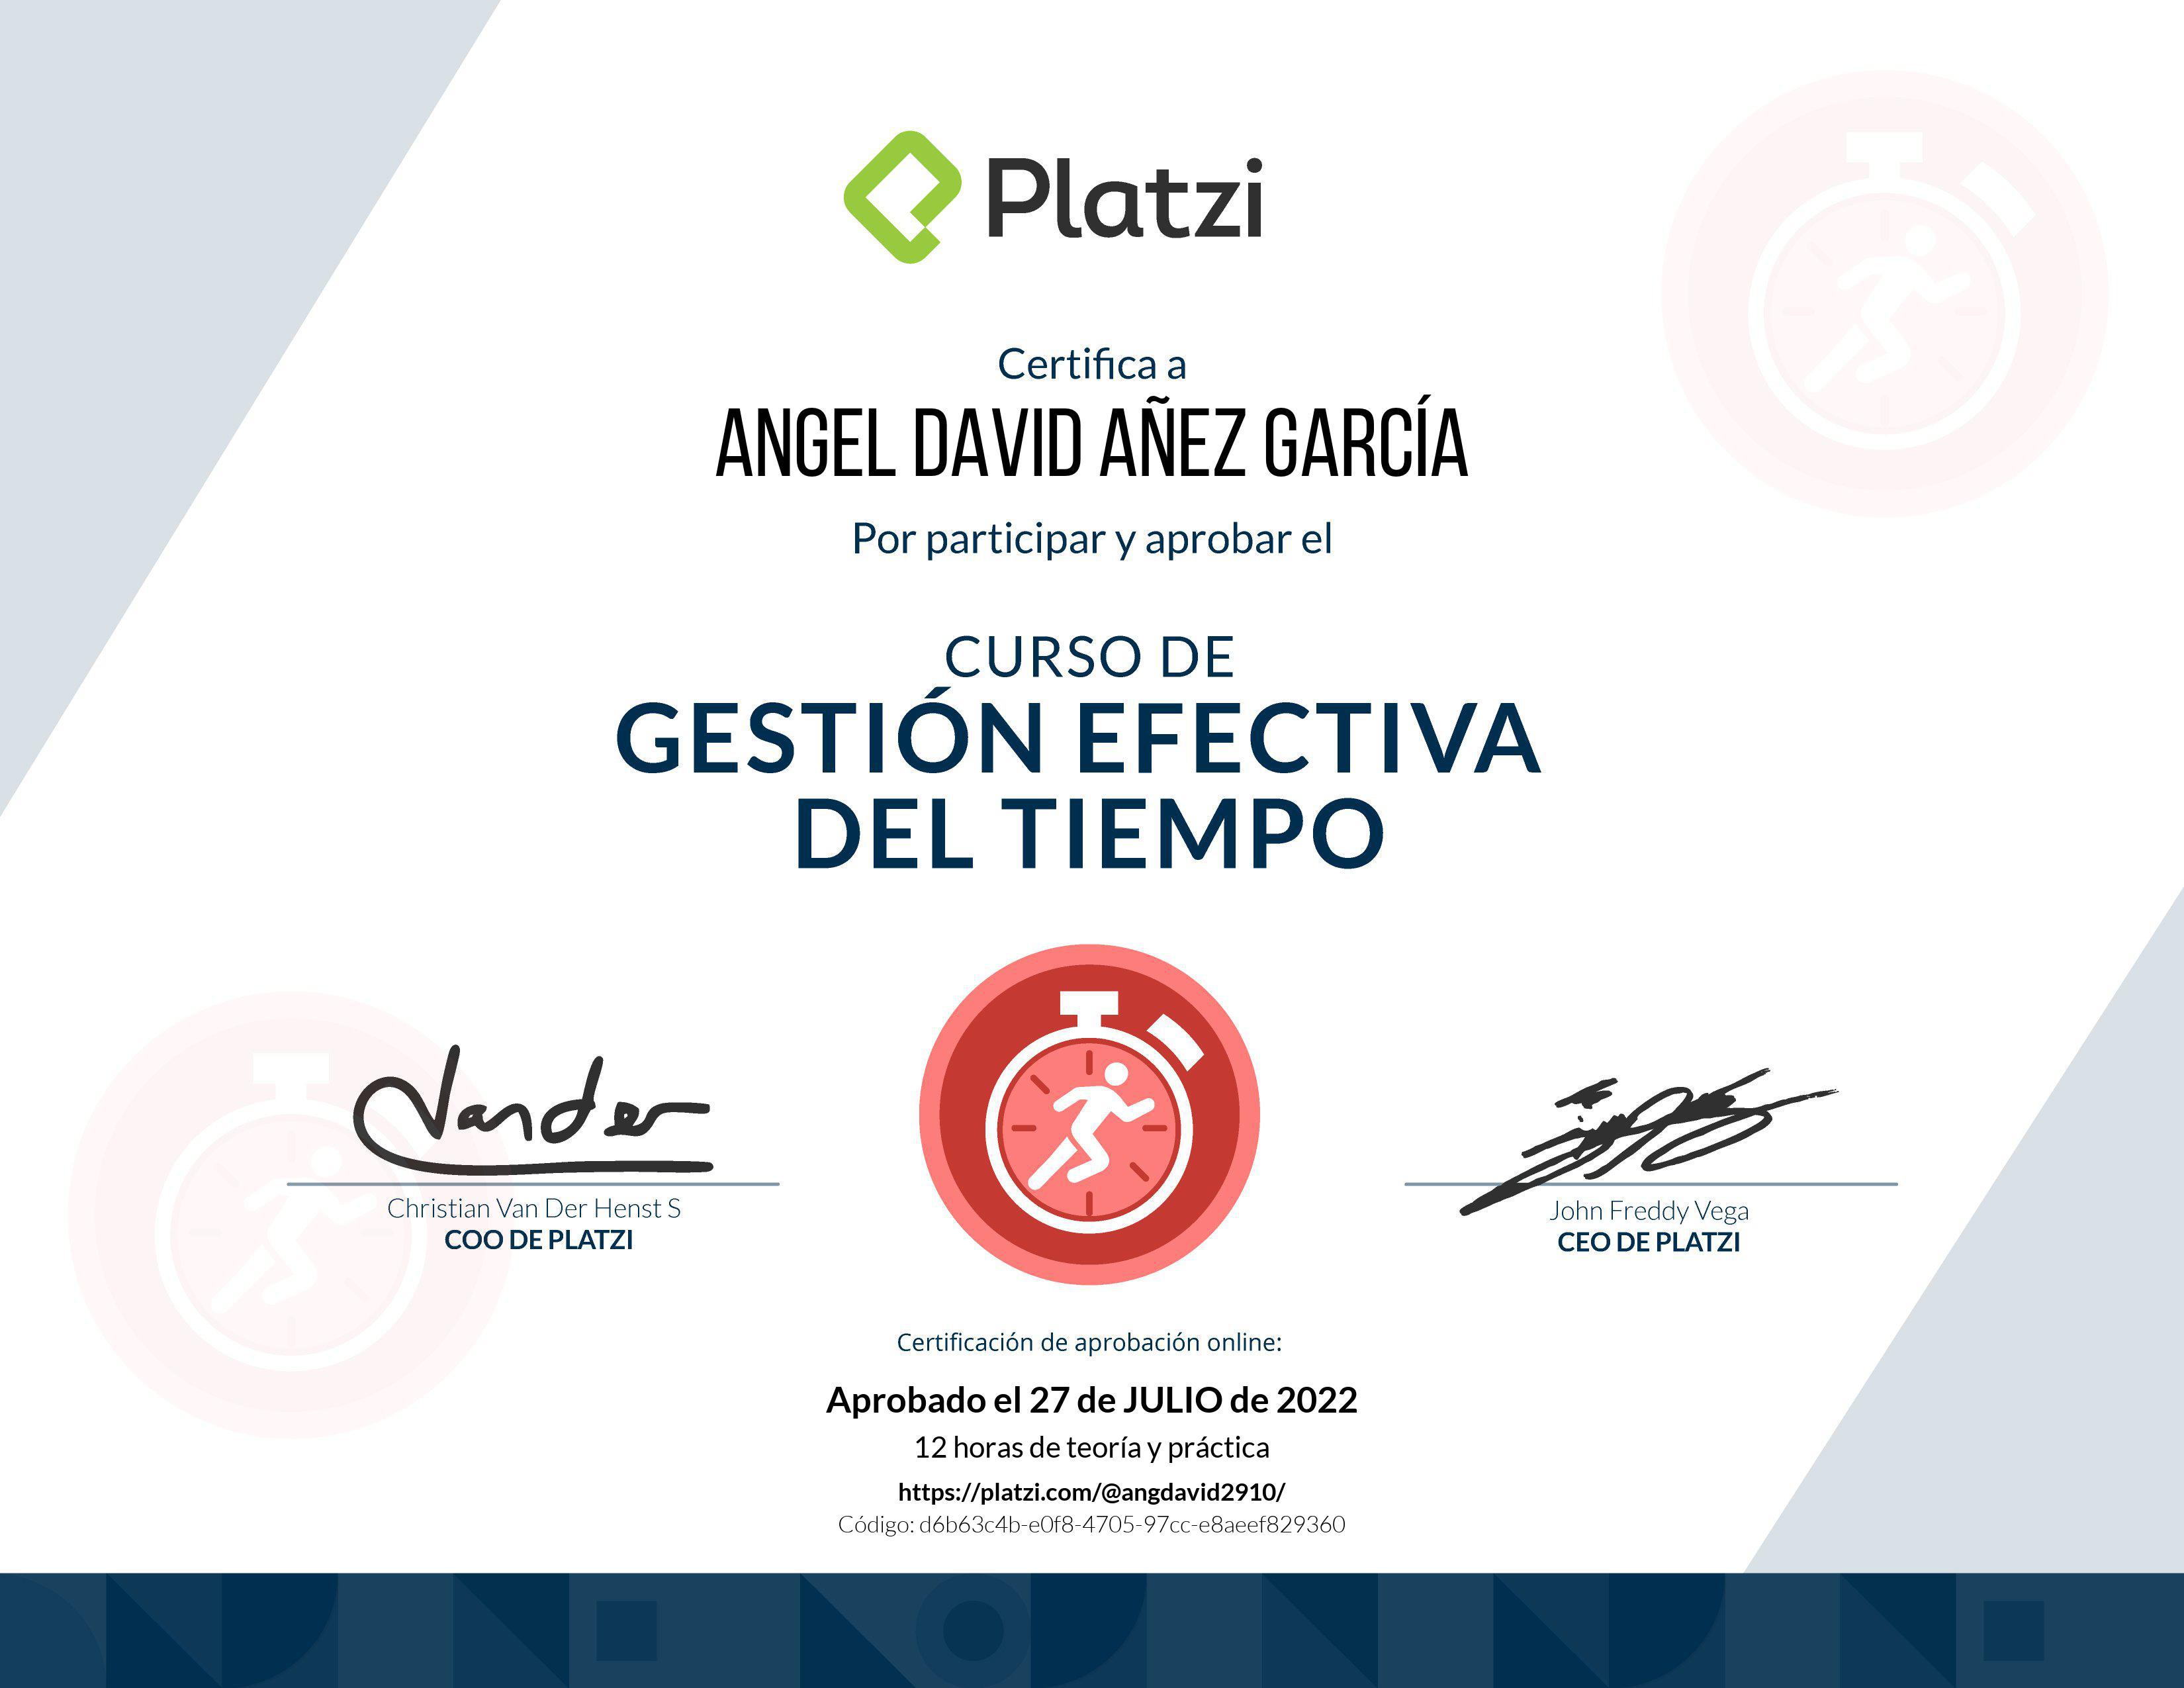 Platzi
Certifica a
ANGEL DAVID AÑEZ GARCÍA
Por participar y aprobar el
CURSO DE
GESTIÓN EFECTIVA
DEL TIEMPO
Vander
Christian Van Der Henst S
COO DE PLATZI
John Freddy Vega
CEO DE PLATZI
Certificación de aprobación online:
Aprobado el 27 de JULIO de 2022
12 horas de teoría y práctica
https://platzi.com/@angdavid2910/
Código: d6b63c4b-e0f8-4705-97cc-e8aeef829360